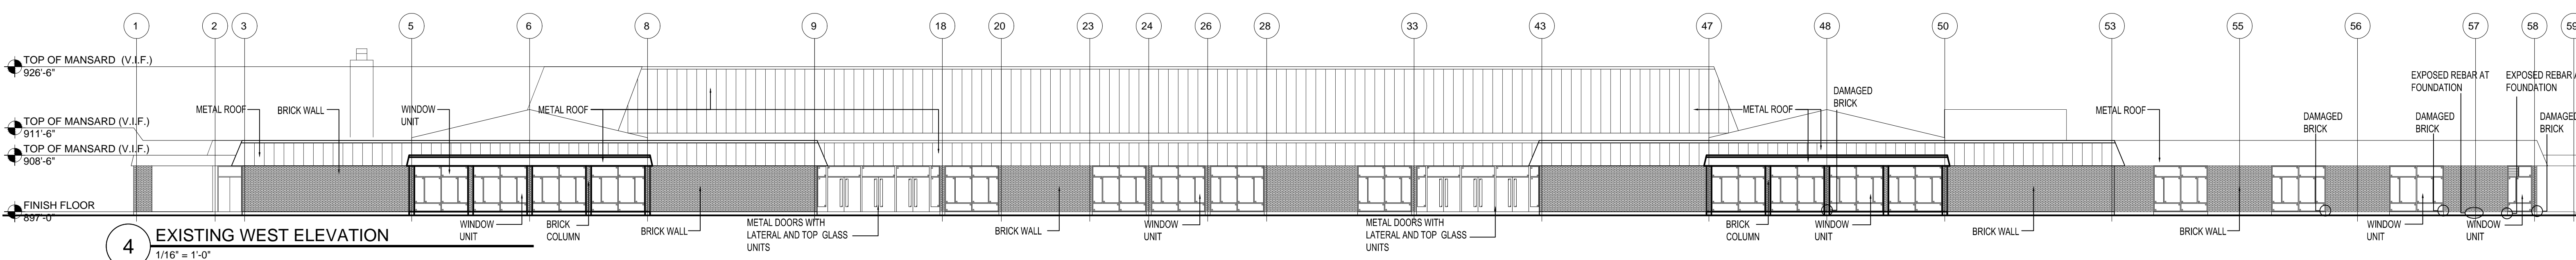 1 2 3 5 6 8 9 18 20 23 24 26 28 33 43 47 48 50 53 55 56 57 58 59
TOP OF MANSARD (V.I.F.)
926'-6"
TOP OF MANSARD (V.I.F.)
911'-6"
TOP OF MANSARD (V.I.F.)
908'-6"
FINISH FLOOR
897'-0"
METAL ROOF
BRICK WALL
WINDOW
UNIT
METAL ROOF
METAL ROOF
DAMAGED
BRICK
METAL ROOF
DAMAGED
BRICK
EXPOSED REBAR AT
FOUNDATION
DAMAGED
BRICK
EXPOSED REBAR A
FOUNDATION
DAMAGED
BRICK
WINDOW
UNIT
BRICK
COLUMN
BRICK WALL
METAL DOORS WITH
LATERAL AND TOP GLASS
UNITS
BRICK WALL
WINDOW
UNIT
METAL DOORS WITH
LATERAL AND TOP GLASS
UNITS
BRICK
COLUMN
WINDOW
UNIT
BRICK WALL
BRICK WALL
WINDOW
UNIT
WINDOW
UNIT
4
EXISTING WEST ELEVATION
1/16" = 1'-0"